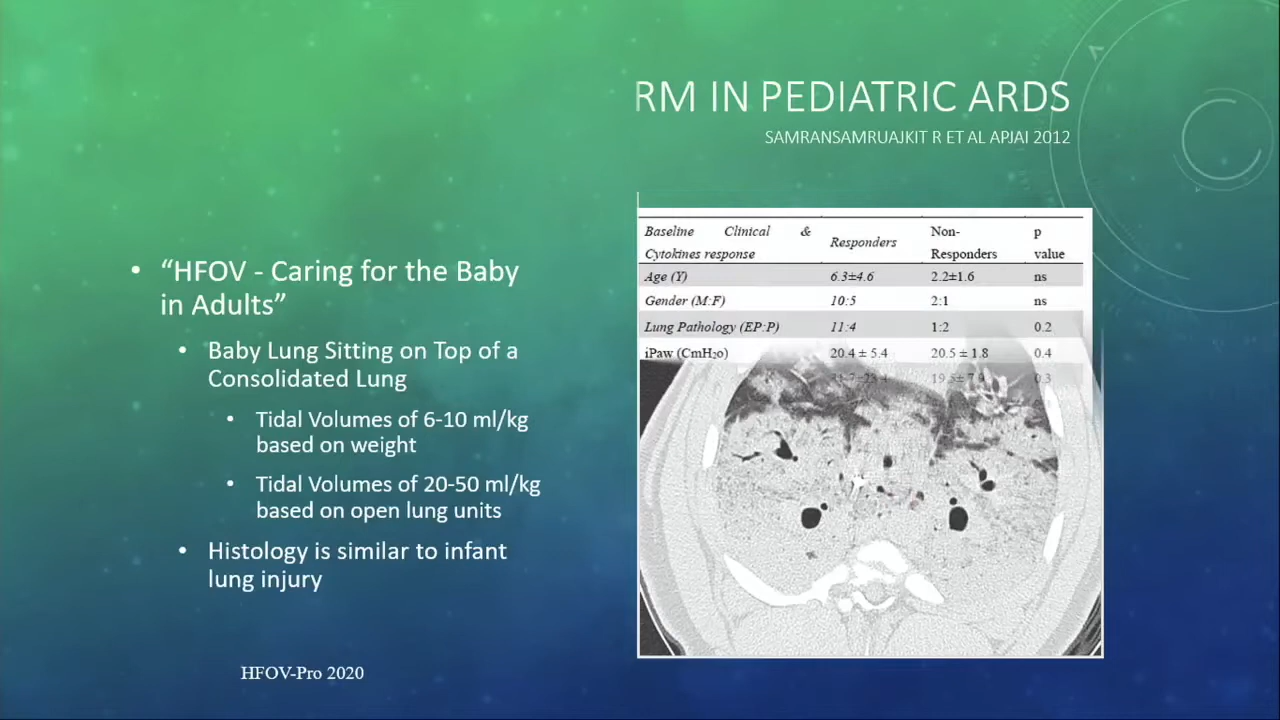 RM IN PEDIATRIC ARDS
SAMRANSAMRUAJKIT R ET AL APJAI 2012
• “HFOV - Caring for the Baby
in Adults”
• Baby Lung Sitting on Top of a
Consolidated Lung
• Tidal Volumes of 6-10 ml/kg
based on weight
• Tidal Volumes of 20-50 ml/kg
based on open lung units
• Histology is similar to infant
lung injury
HFOV-Pro 2020
Baseline Clinical & Cytokines response Responders Non-Responders p value
Age (Y) 6.3±4.6 2.2±1.6 ns
Gender (M:F) 10:5 2:1 ns
Lung Pathology (EP:P) 11:4 1:2 0.2
iPaw (CmH₂o) 20.4 ± 5.4 20.5 ± 1.8 0.4
0.3